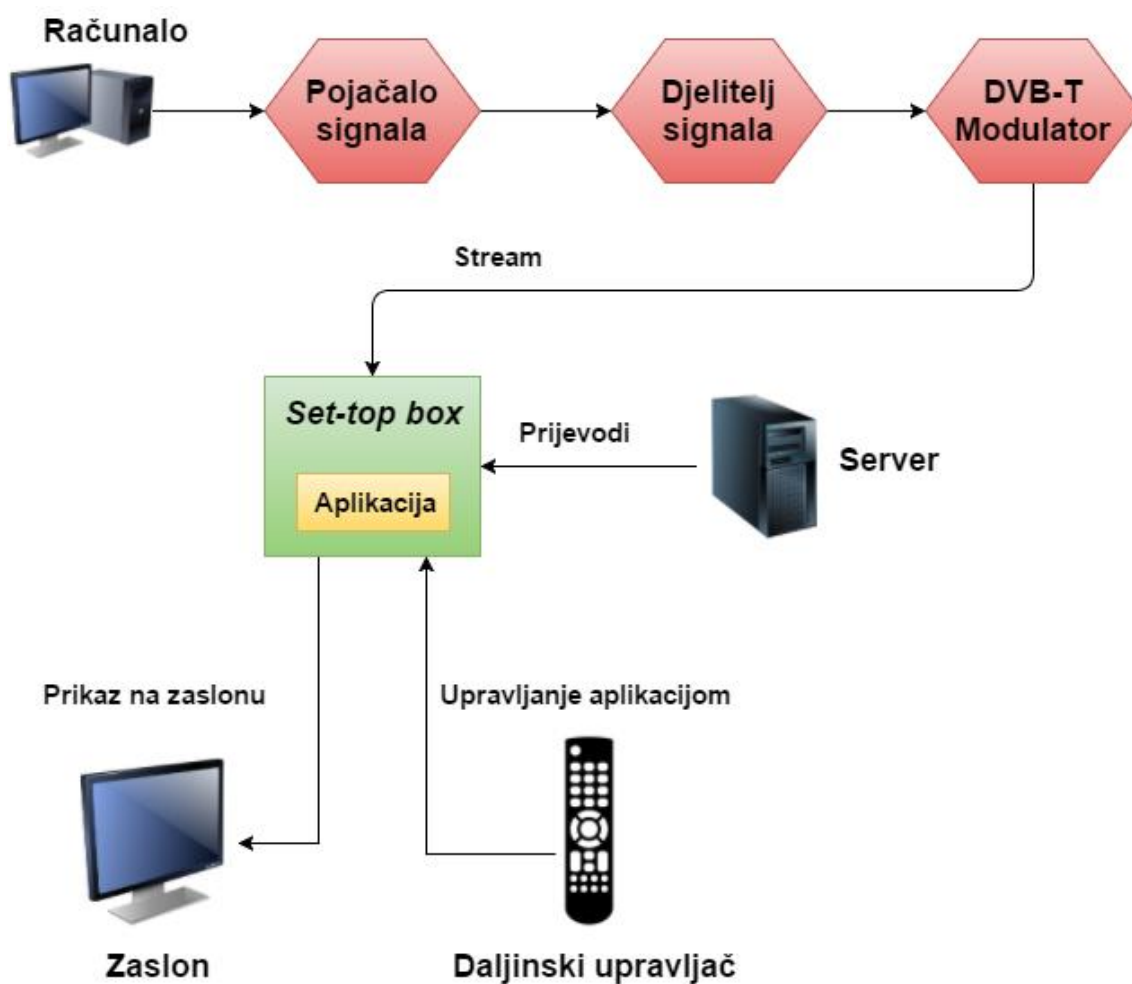 Računalo
Pojačalo
signala
Djelitelj
signala
DVB-T
Modulator
Stream
Set-top box
Aplikacija
Prijevodi
Server
Prikaz na zaslonu
Upravljanje aplikacijom
Zaslon
Daljinski upravljač